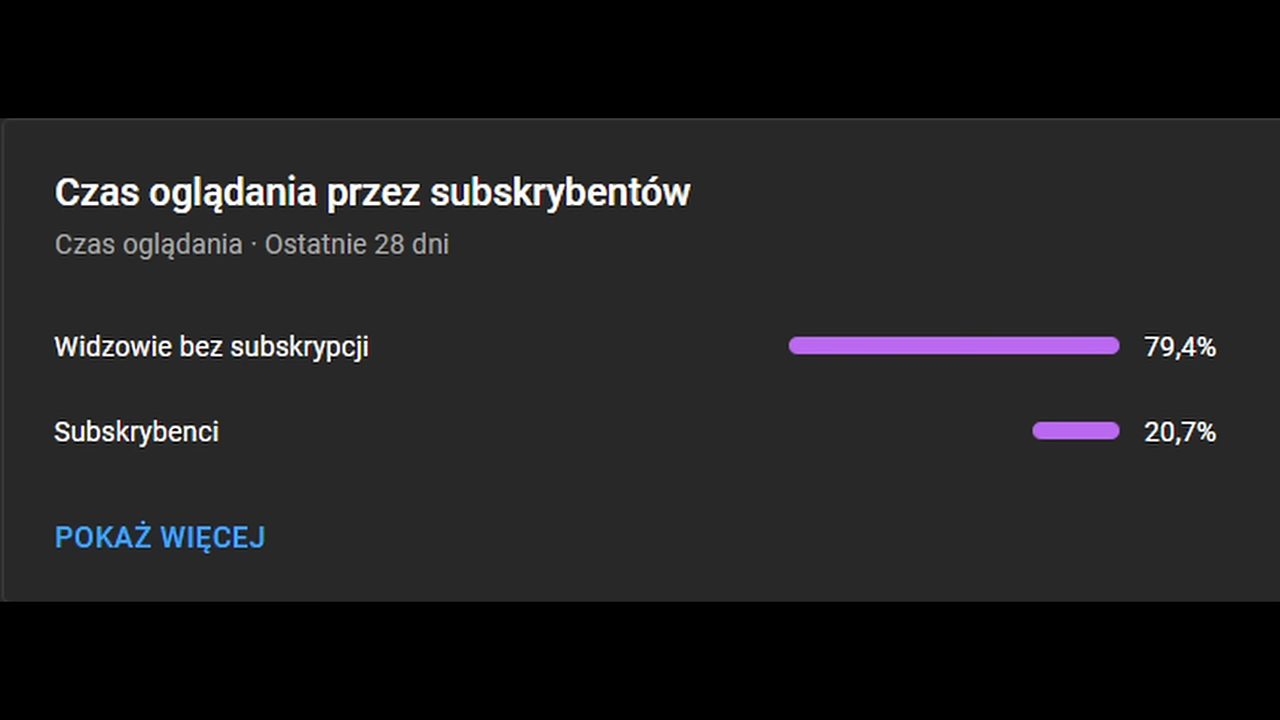 Czas oglądania przez subskrybentów
Czas oglądania · Ostatnie 28 dni
Widzowie bez subskrypcji 79,4%
Subskrybenci 20,7%
POKAŻ WIĘCEJ